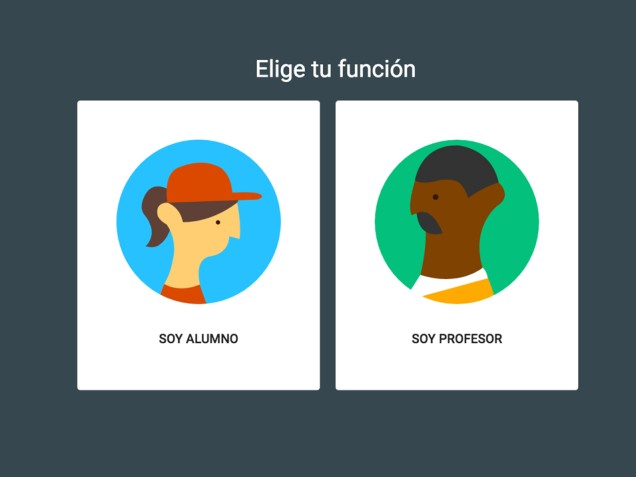 Elige tu función
SOY ALUMNO
SOY PROFESOR